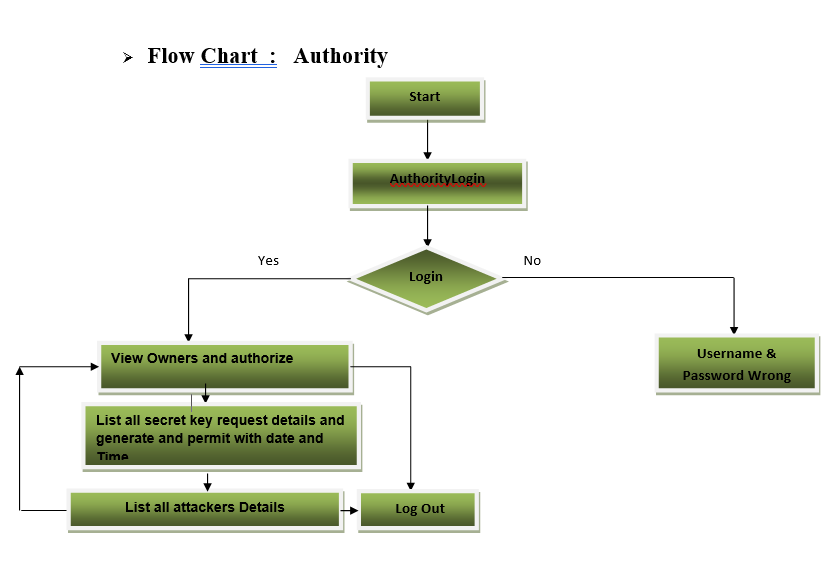 Flow Chart : Authority
Start
AuthorityLogin
Yes
No
Login
View Owners and authorize
Username &
Password Wrong
List all secret key request details and
generate and permit with date and
Time
List all attackers Details
Log Out